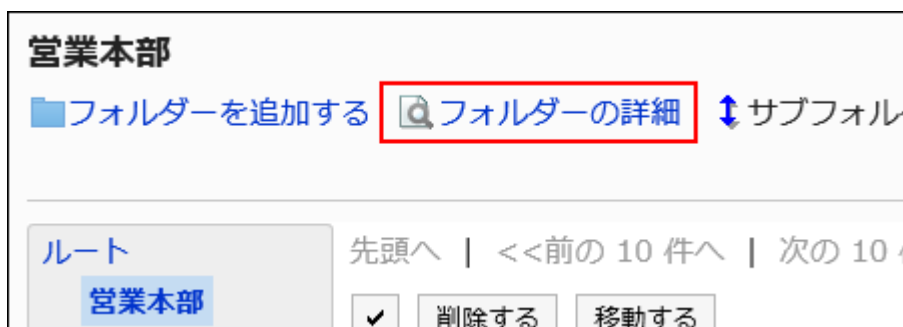 営業本部
フォルダーを追加する フォルダーの詳細 サブフォル
ルート
営業本部
先頭へ | <<前の 10 件へ | 次の 10
削除する 移動する